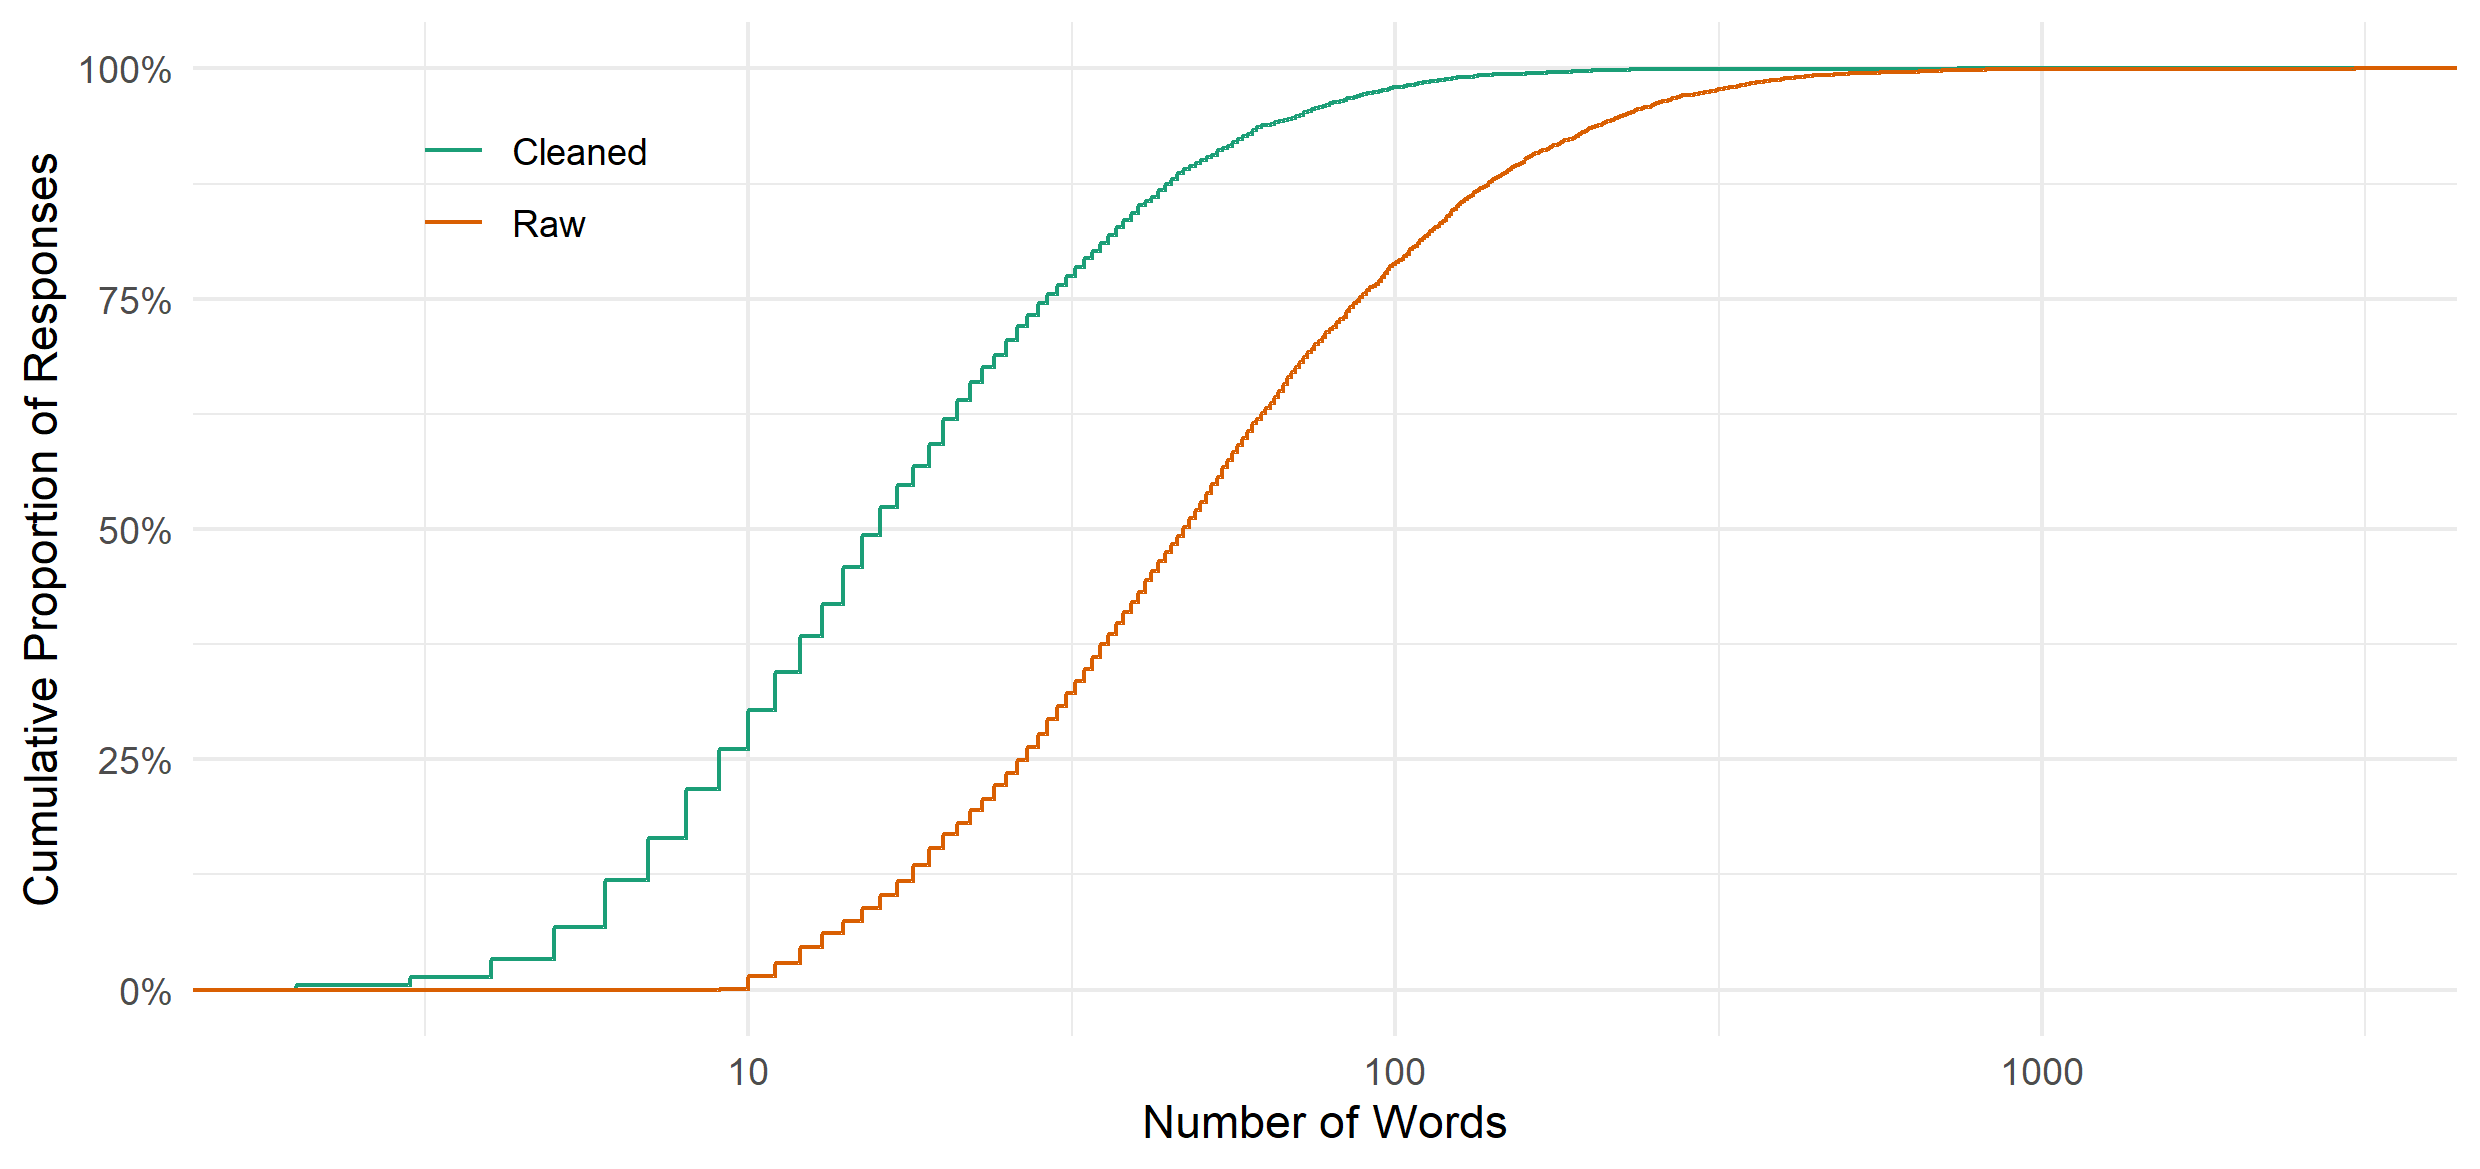 100%
75%
50%
25%
0%
Cumulative Proportion of Responses
Cleaned
Raw
10
100
1000
Number of Words